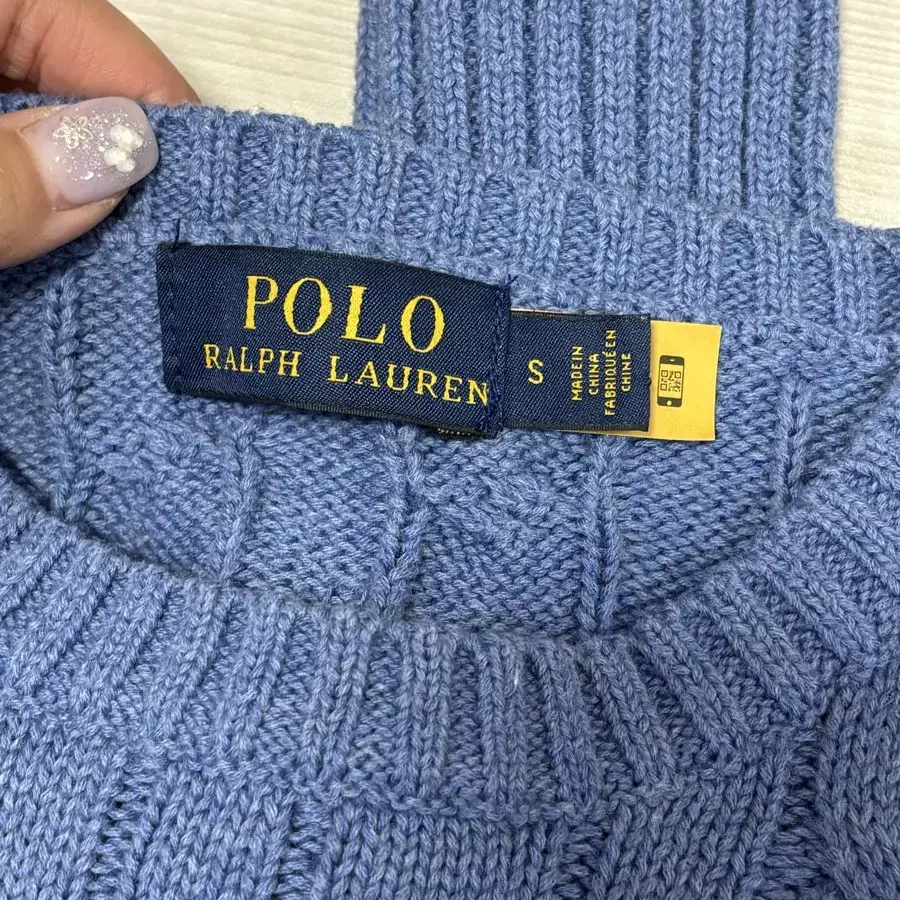 POLO
RALPH LAUREN
S
MADE IN
CHINA
FABRIQUÉ EN
CHINE